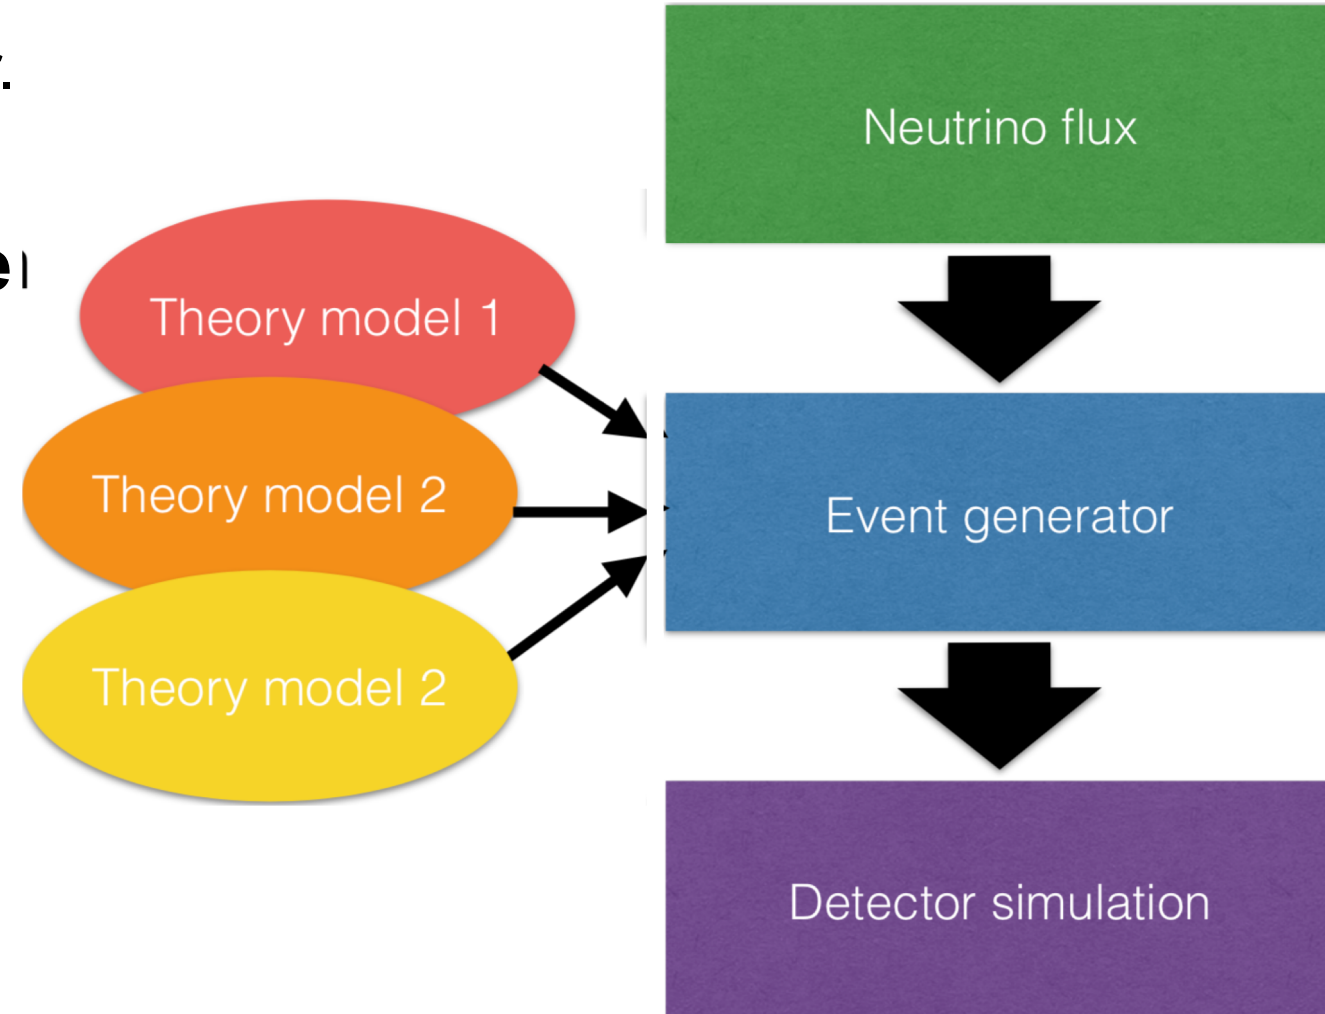 Neutrino flux
Theory model 1
Theory model 2
Event generator
Theory model 2
Detector simulation